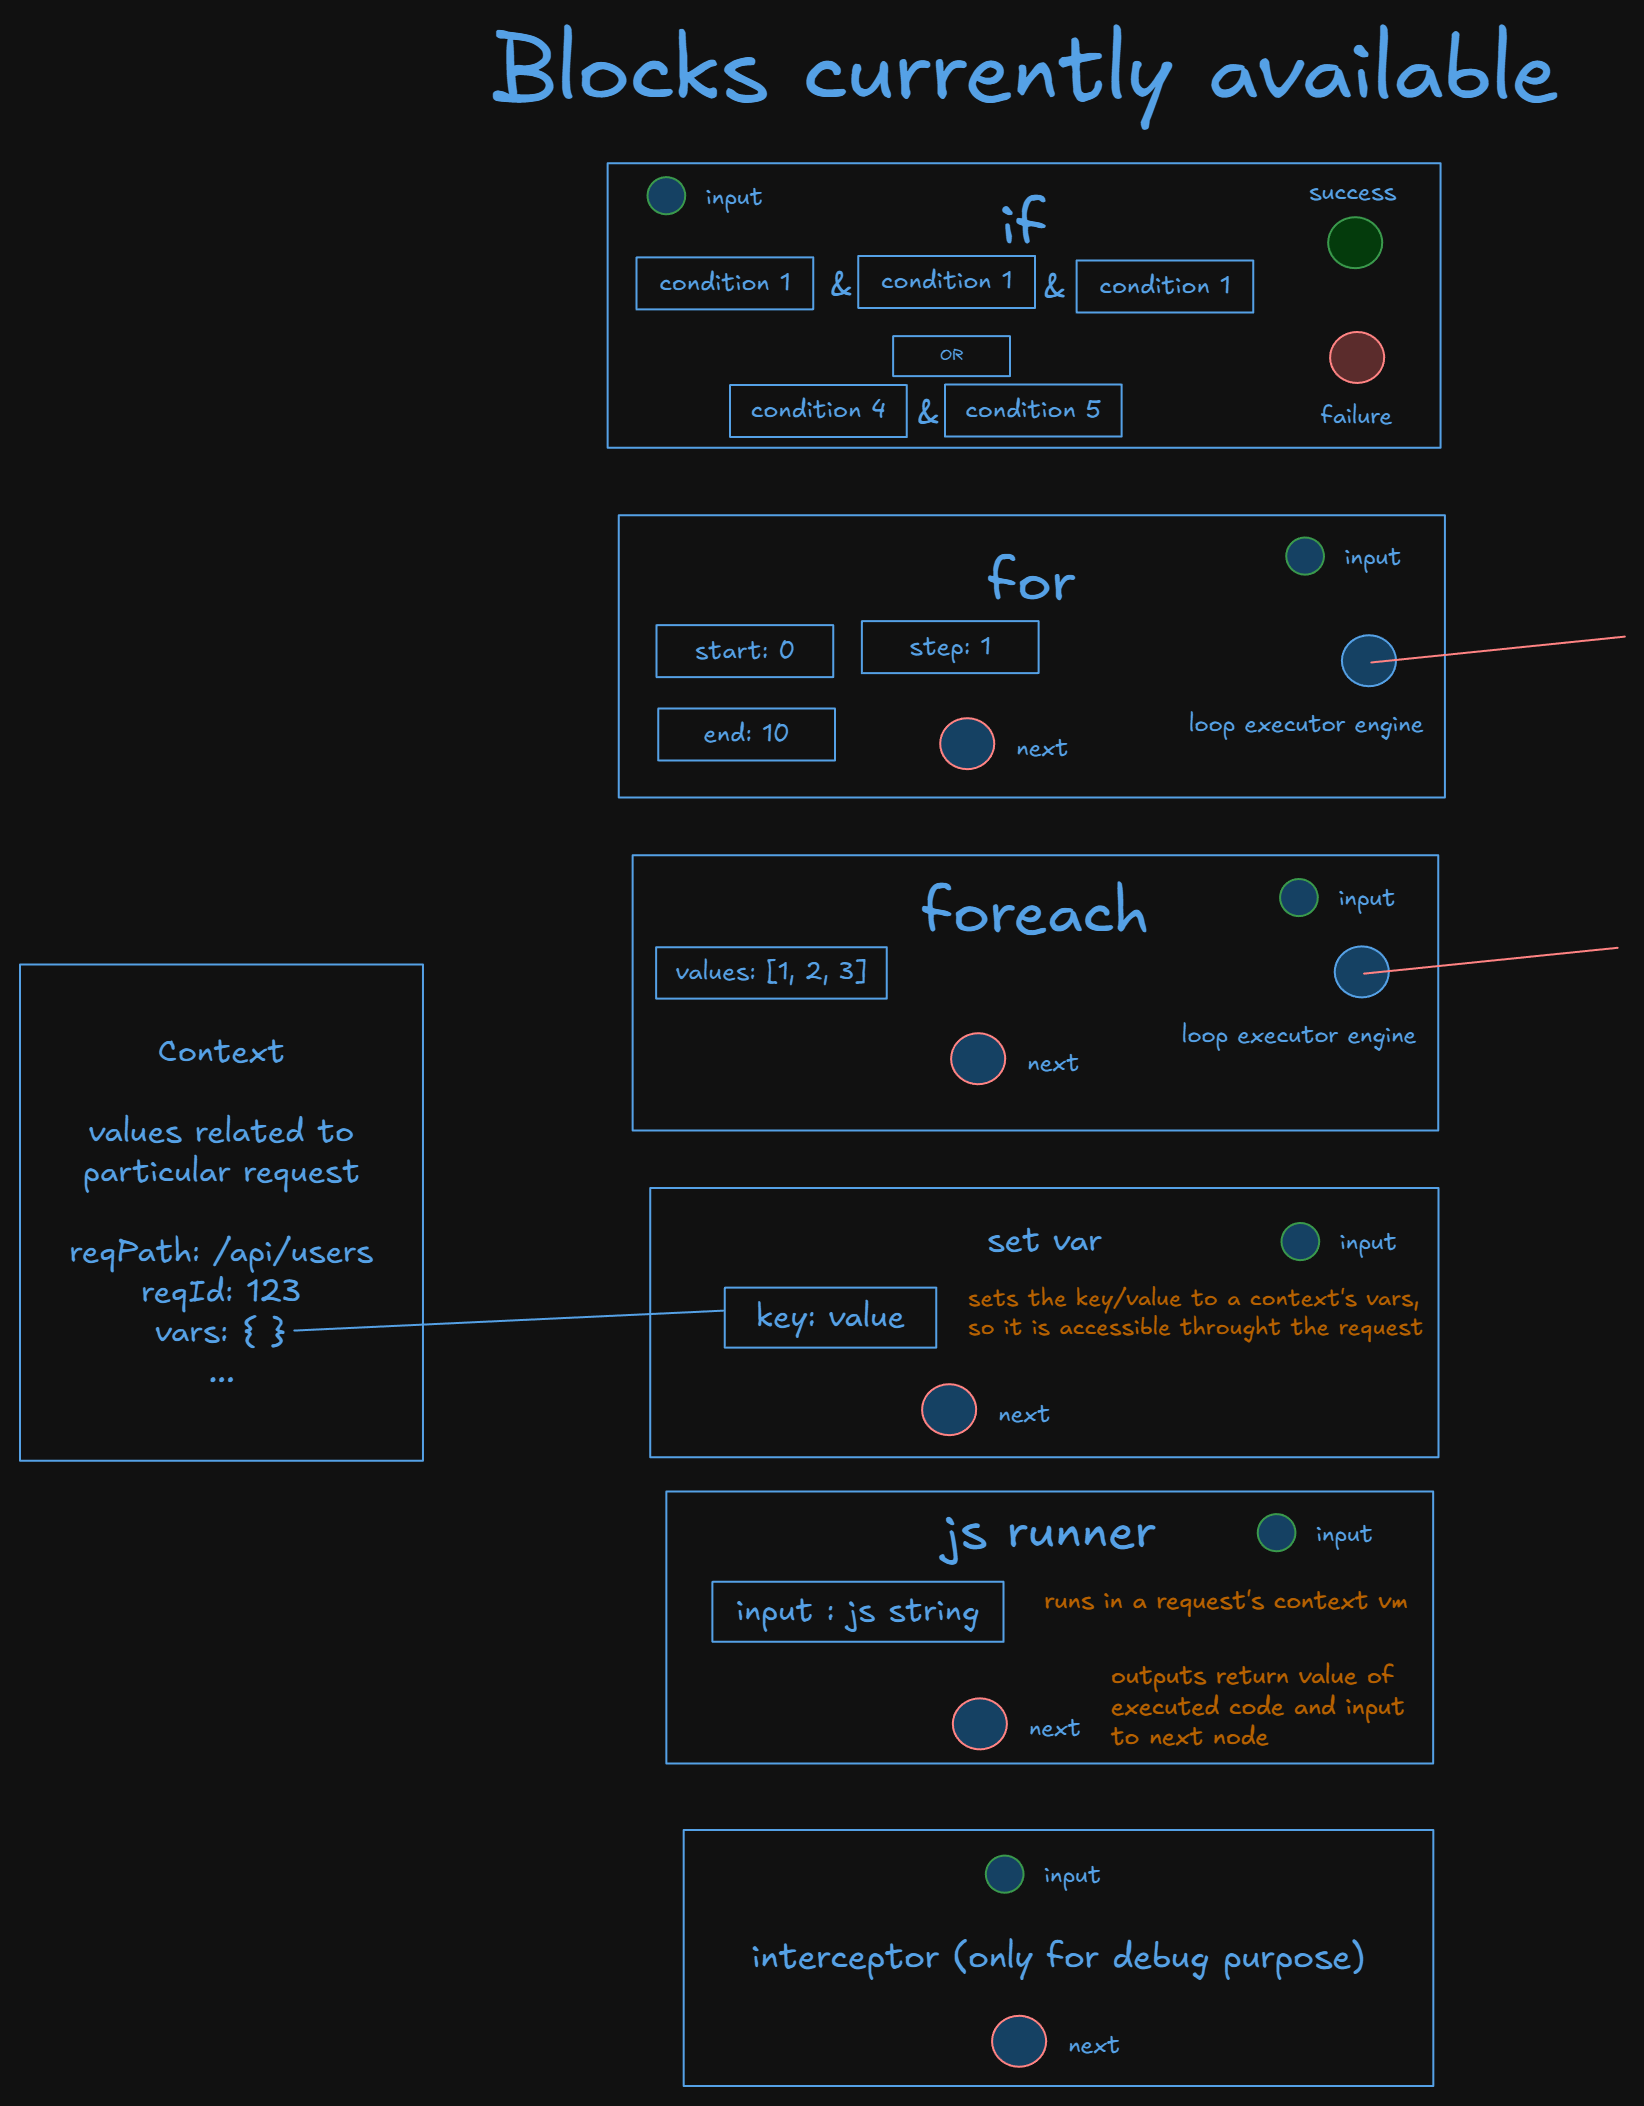 Blocks currently available
input
if
success
condition 1 & condition 1 & condition 1
OR
condition 4 & condition 5
failure
for
input
start: 0
step: 1
loop executor engine
end: 10
next
foreach
input
values: [1, 2, 3]
loop executor engine
next
Context
values related to
particular request
reqPath: /api/users
reqId: 123
vars: { }
...
set var
input
key: value
sets the key/value to a context's vars,
so it is accessible throught the request
next
js runner
input
input : js string
runs in a request's context vm
next
outputs return value of
executed code and input
to next node
input
interceptor (only for debug purpose)
next